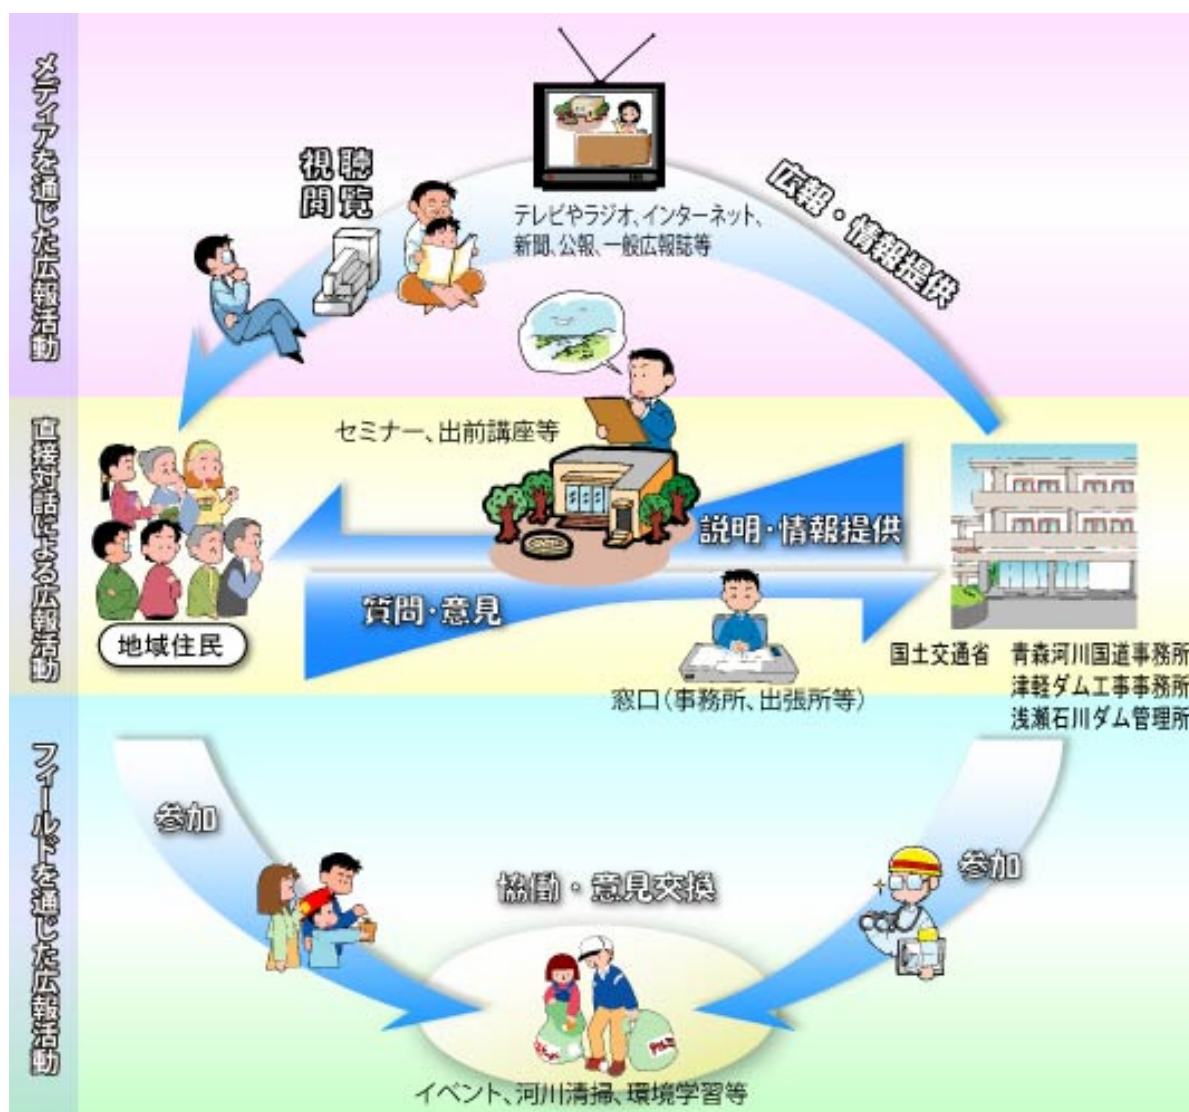 メディアを通じた広報活動
視聴
閲覧
広報・情報提供
テレビやラジオ、インターネット、
新聞、公報、一般広報誌等
直接対話による広報活動
セミナー、出前講座等
説明・情報提供
質問・意見
地域住民
窓口(事務所、出張所等)
国土交通省 青森河川国道事務所
津軽ダム工事事務所
浅瀬石川ダム管理所
フィールドを通じた広報活動
参加
参加
協働・意見交換
イベント、河川清掃、環境学習等